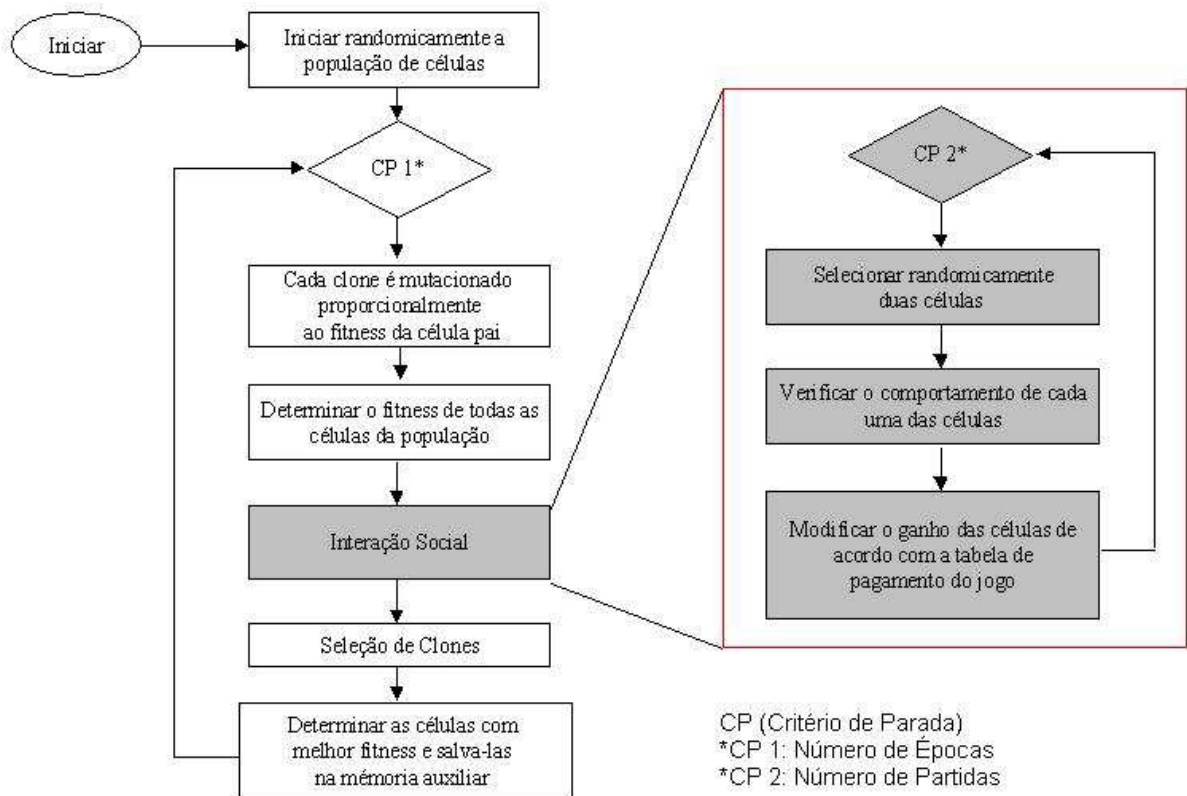 Iniciar
Iniciar randomicamente a
população de células
CP 1*
Cada clone é mutacionado
proporcionalmente
ao fitness da célula pai
Determinar o fitness de todas as
células da população
Interação Social
Seleção de Clones
Determinar as células com
melhor fitness e salva-las
na mémoria auxiliar
CP 2*
Selecionar randomicamente
duas células
Verificar o comportamento de cada
uma das células
Modificar o ganho das células de
acordo com a tabela de
pagamento do jogo
CP (Critério de Parada)
*CP 1: Número de Épocas
*CP 2: Número de Partidas